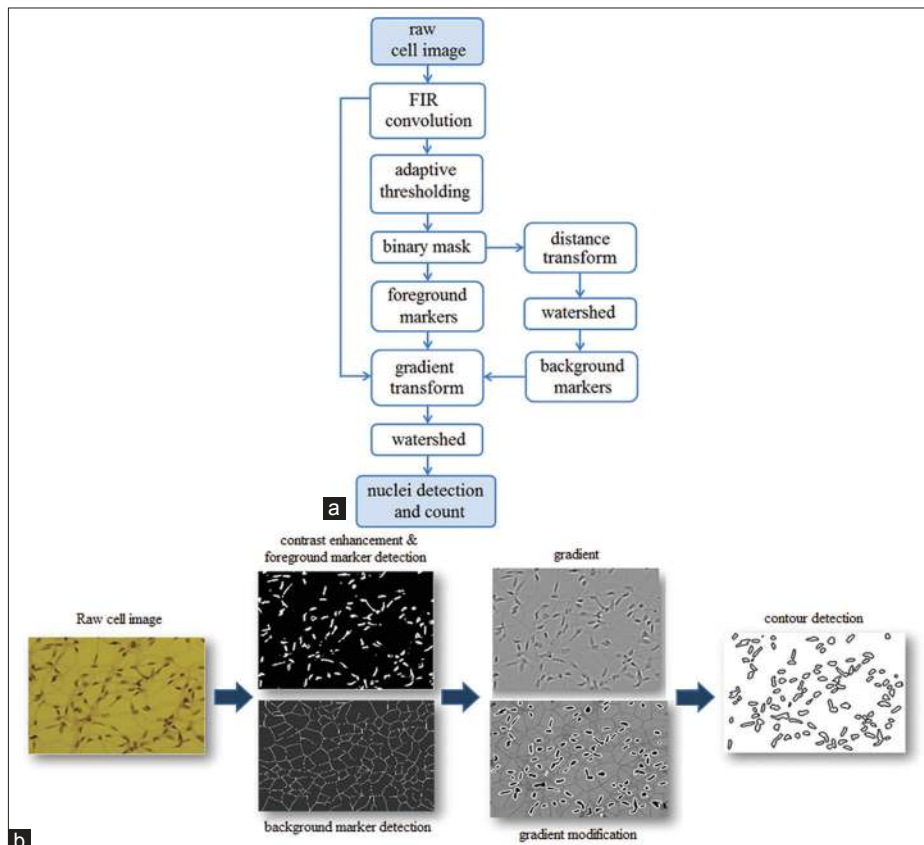 raw
cell image
FIR
convolution
adaptive
thresholding
binary mask
distance
transform
foreground
markers
watershed
gradient
transform
background
markers
watershed
nuclei detection
and count
a
contrast enhancement &
foreground marker detection
gradient
Raw cell image
contour detection
background marker detection
gradient modification
b